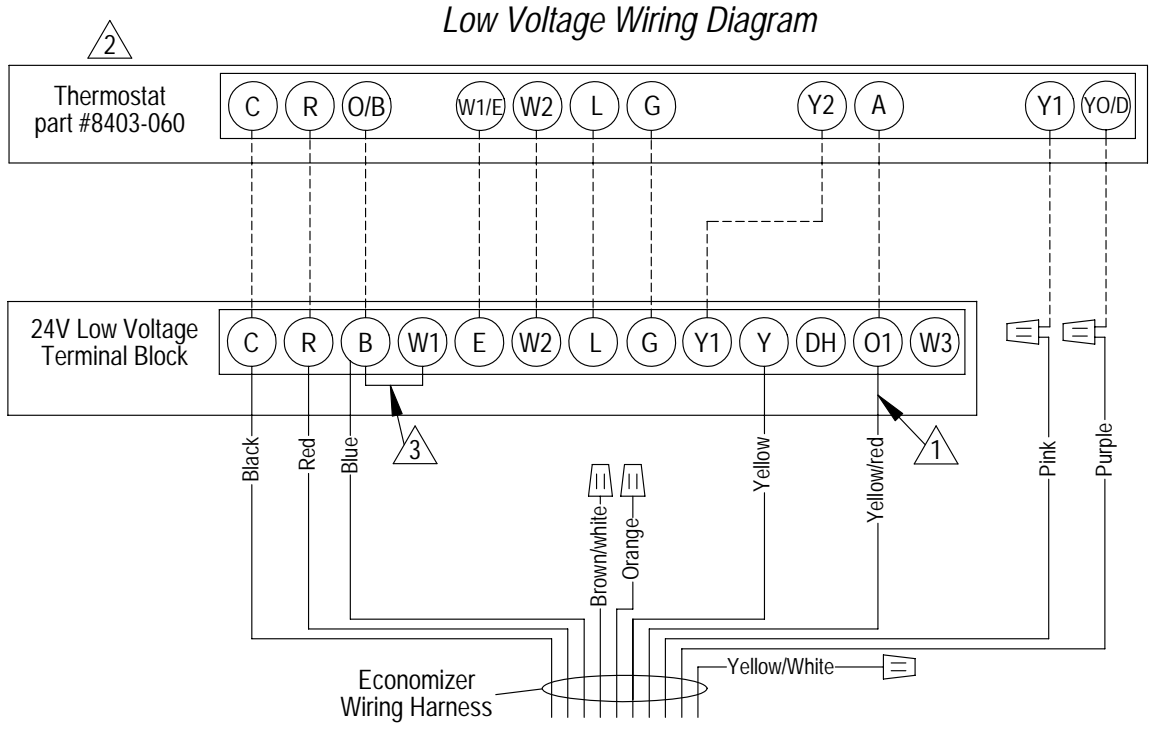 Low Voltage Wiring Diagram
2
Thermostat
part #8403-060
C R O/B W1/E W2 L G Y2 A Y1 YO/D
24V Low Voltage
Terminal Block
C R B W1 E W2 L G Y1 Y DH O1 W3
3
1
Black
Red
Blue
Brown/white
Orange
Yellow
Yellow/red
Pink
Purple
Yellow/White
Economizer
Wiring Harness